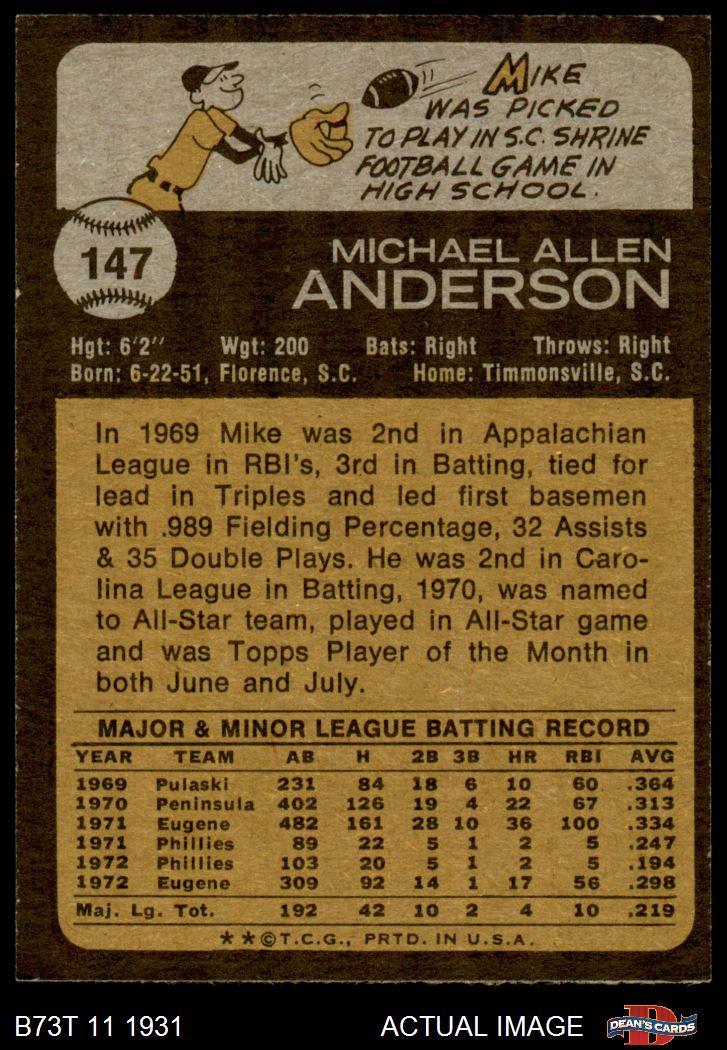 MIKE
WAS PICKED
TO PLAY IN S.C. SHRINE
FOOTBALL GAME IN
HIGH SCHOOL.
147
MICHAEL ALLEN
ANDERSON
Hgt: 6'2" Wgt: 200 Bats: Right Throws: Right
Born: 6-22-51, Florence, S.C. Home: Timmonsville, S.C.
In 1969 Mike was 2nd in Appalachian
League in RBI's, 3rd in Batting, tied for
lead in Triples and led first basemen
with .989 Fielding Percentage, 32 Assists
& 35 Double Plays. He was 2nd in Caro-
lina League in Batting, 1970, was named
to All-Star team, played in All-Star game
and was Topps Player of the Month in
both June and July.
MAJOR & MINOR LEAGUE BATTING RECORD
YEAR TEAM AB H 2B 3B HR RBI AVG
1969 Pulaski 231 84 18 6 10 60 .364
1970 Peninsula 402 126 19 4 22 67 .313
1971 Eugene 482 161 28 10 36 100 .334
1971 Phillies 89 22 5 1 2 5 .247
1972 Phillies 103 20 5 1 2 5 .194
1972 Eugene 309 92 14 1 17 56 .298
Maj. Lg. Tot. 192 42 10 2 4 10 .219
* * © T.C.G., PRTD. IN U.S.A.
B73T 11 1931 ACTUAL IMAGE DEAN'S CARDS